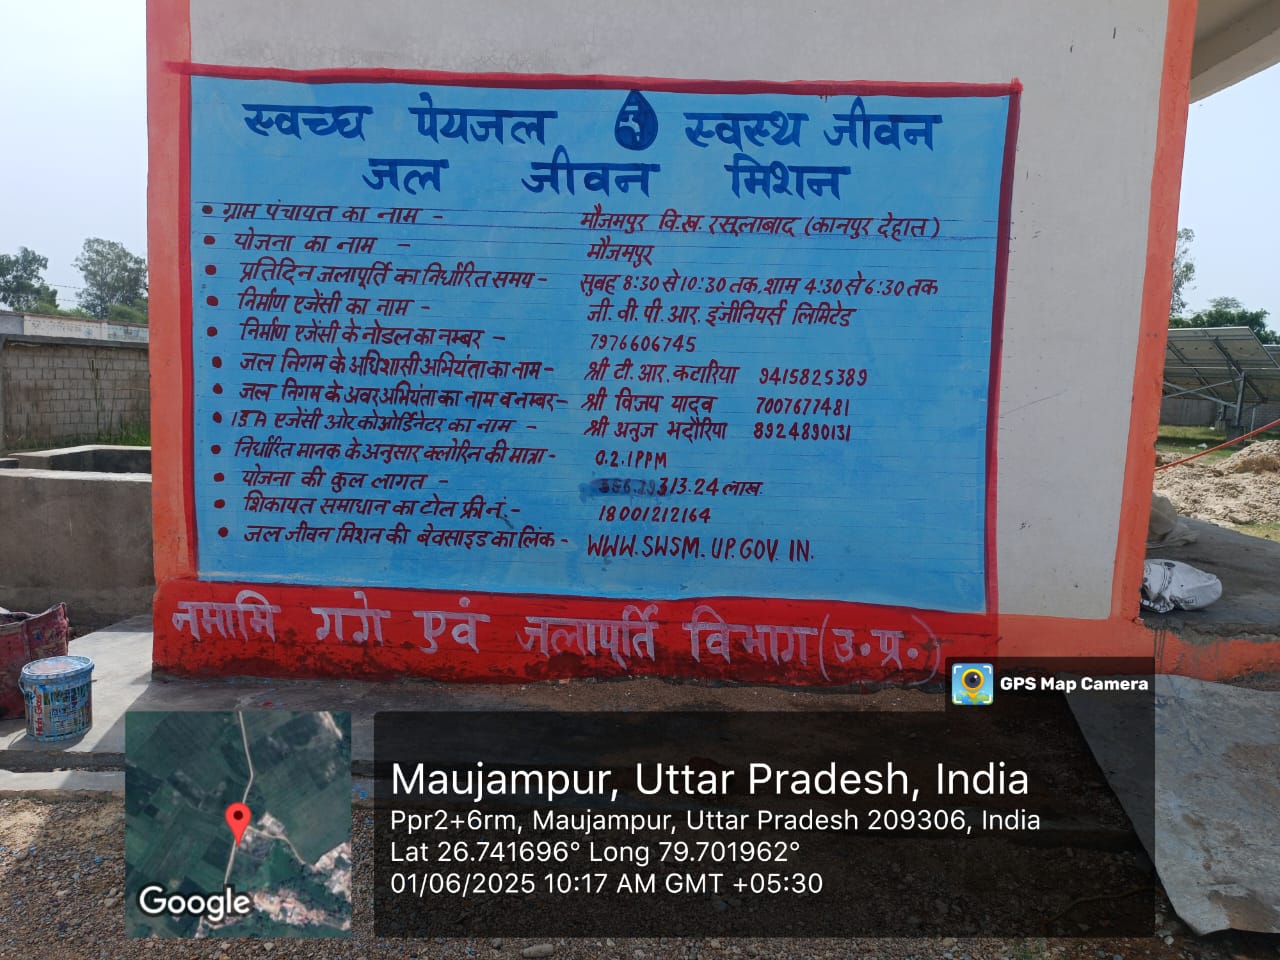 स्वच्छ पेयजल स्वस्थ जीवन
जल जीवन मिशन
• ग्राम पंचायत का नाम - मौजमपुर वि.ख. रसूलाबाद (कानपुर देहात)
• योजना का नाम - मौजमपुर
• प्रतिदिन जलापूर्ति का निर्धारित समय - सुबह 8:30 से 10:30 तक, शाम 4:30 से 6:30 तक
• निर्माण एजेंसी का नाम - जी. वी. पी. आर. इंजीनियर्स लिमिटेड
• निर्माण एजेंसी के नोडल का नम्बर - 7976606745
• जल निगम के अधिशासी अभियंता का नाम - श्री टी. आर. कटारिया 9415825389
• जल निगम के अवर अभियंता का नाम व नम्बर - श्री विजय यादव 7007677481
• ISA एजेंसी ओर कोओर्डिनेटर का नाम - श्री अनुज भदौरिया 8924890131
• निर्धारित मानक के अनुसार क्लोरिन की मात्रा - 0.2.1PPM
• योजना की कुल लागत - 313.24 लाख
• शिकायत समाधान का टोल फ्री नं. - 18001212164
• जल जीवन मिशन की बेवसाइड का लिंक - WWW.SWSM.UP.GOV.IN.
नमामि गगे एवं जलापूर्ति विभाग (उ.प्र.)
GPS Map Camera
Maujampur, Uttar Pradesh, India
Ppr2+6rm, Maujampur, Uttar Pradesh 209306, India
Lat 26.741696° Long 79.701962°
01/06/2025 10:17 AM GMT +05:30
Google